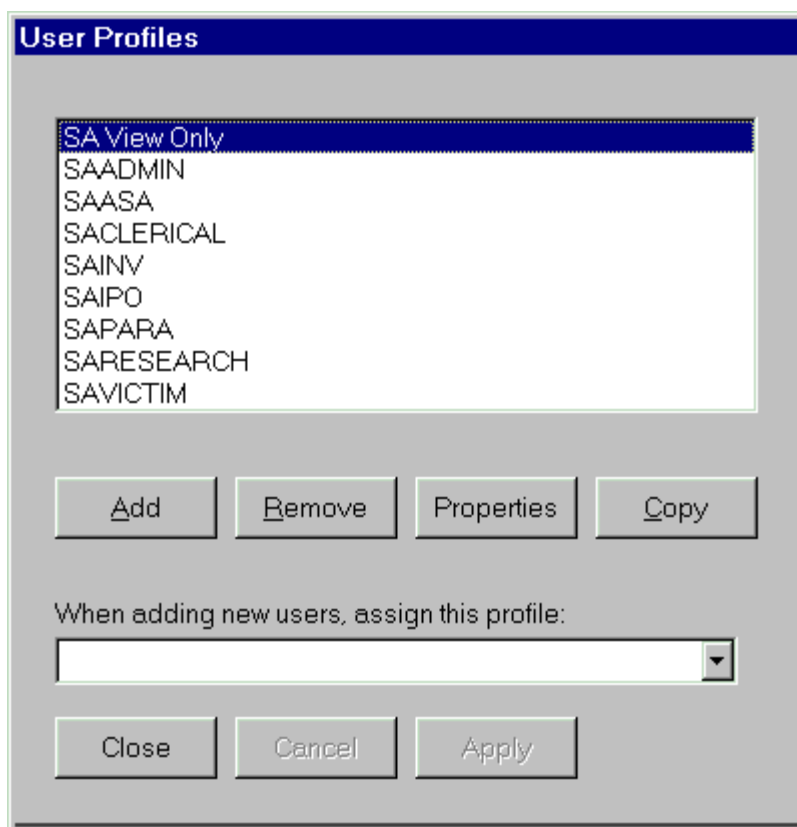 User Profiles
SA View Only
SAADMIN
SAASA
SACLERICAL
SAINV
SAIPO
SAPARA
SARESEARCH
SAVICTIM
Add Remove Properties Copy
When adding new users, assign this profile:
Close Cancel Apply